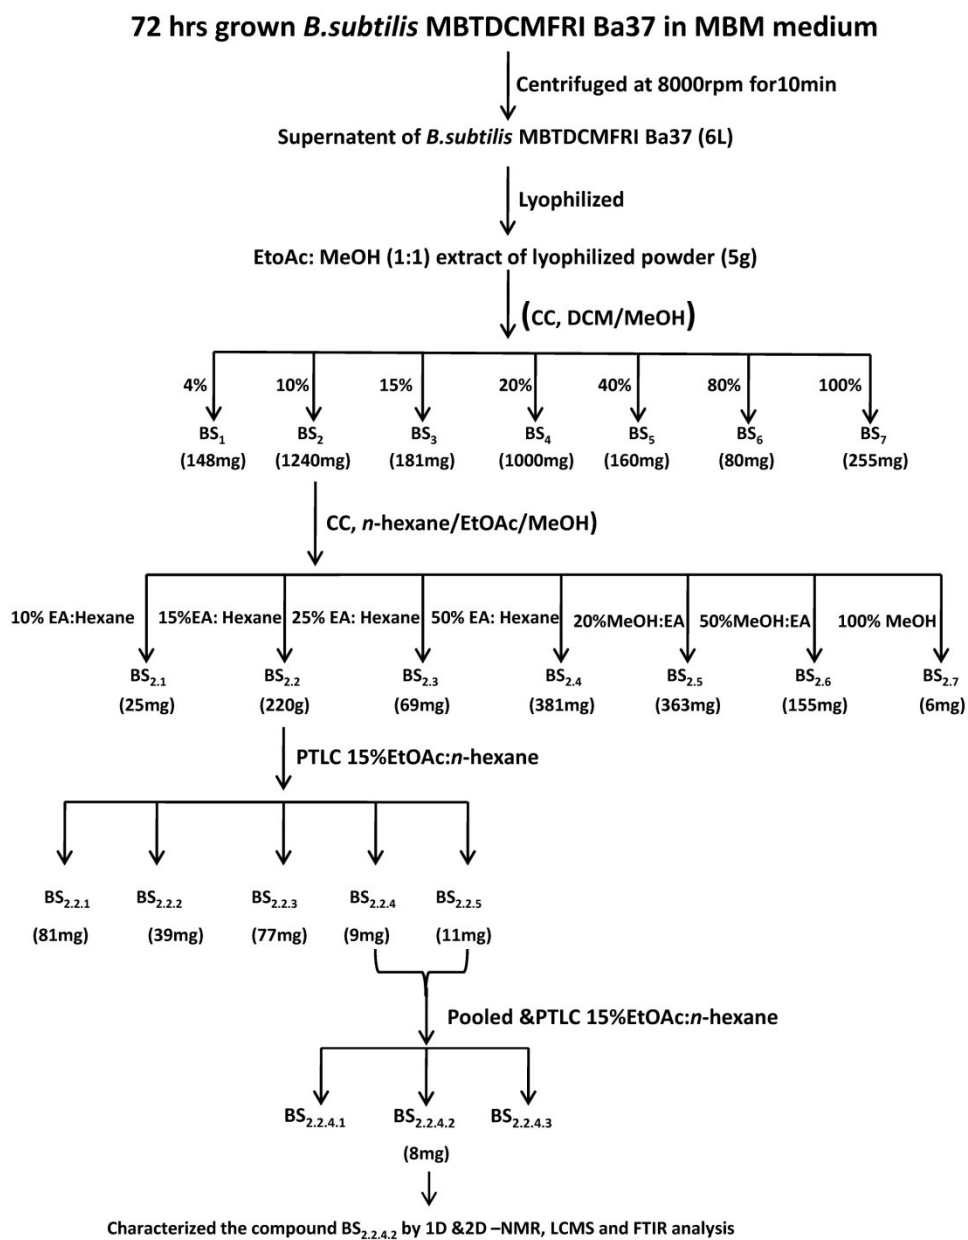 72 hrs grown B.subtilis MBTDCMFRI Ba37 in MBM medium
Centrifuged at 8000rpm for10min
Supernatent of B.subtilis MBTDCMFRI Ba37 (6L)
Lyophilized
EtoAc: MeOH (1:1) extract of lyophilized powder (5g)
(CC, DCM/MeOH)
4% 10% 15% 20% 40% 80% 100%
BS1 BS2 BS3 BS4 BS5 BS6 BS7
(148mg) (1240mg) (181mg) (1000mg) (160mg) (80mg) (255mg)
CC, n-hexane/EtOAc/MeOH)
10% EA:Hexane 15%EA: Hexane 25% EA: Hexane 50% EA: Hexane 20%MeOH:EA 50%MeOH:EA 100% MeOH
BS2.1 BS2.2 BS2.3 BS2.4 BS2.5 BS2.6 BS2.7
(25mg) (220g) (69mg) (381mg) (363mg) (155mg) (6mg)
PTLC 15%EtOAc:n-hexane
BS2.2.1 BS2.2.2 BS2.2.3 BS2.2.4 BS2.2.5
(81mg) (39mg) (77mg) (9mg) (11mg)
Pooled &PTLC 15%EtOAc:n-hexane
BS2.2.4.1 BS2.2.4.2 BS2.2.4.3
(8mg)
Characterized the compound BS2.2.4.2 by 1D &2D –NMR, LCMS and FTIR analysis